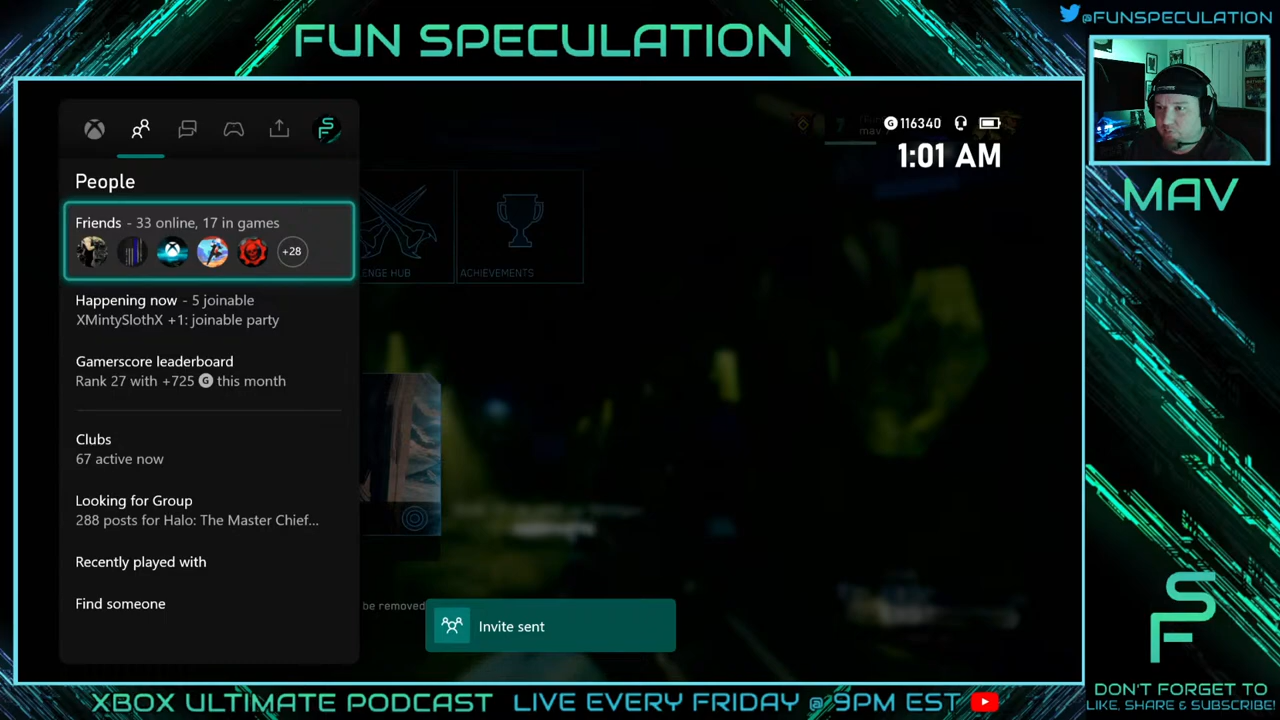 FUN SPECULATION
@FUNSPECULATION
G 116340
1:01 AM
People
Friends - 33 online, 17 in games
+28
Happening now - 5 joinable
XMintySlothX +1: joinable party
Gamerscore leaderboard
Rank 27 with +725 G this month
Clubs
67 active now
Looking for Group
288 posts for Halo: The Master Chief...
Recently played with
Find someone
ENGE HUB
ACHIEVEMENTS
be removed
Invite sent
MAV
SF
DON'T FORGET TO
LIKE, SHARE & SUBSCRIBE!
XBOX ULTIMATE PODCAST LIVE EVERY FRIDAY @ 9PM EST